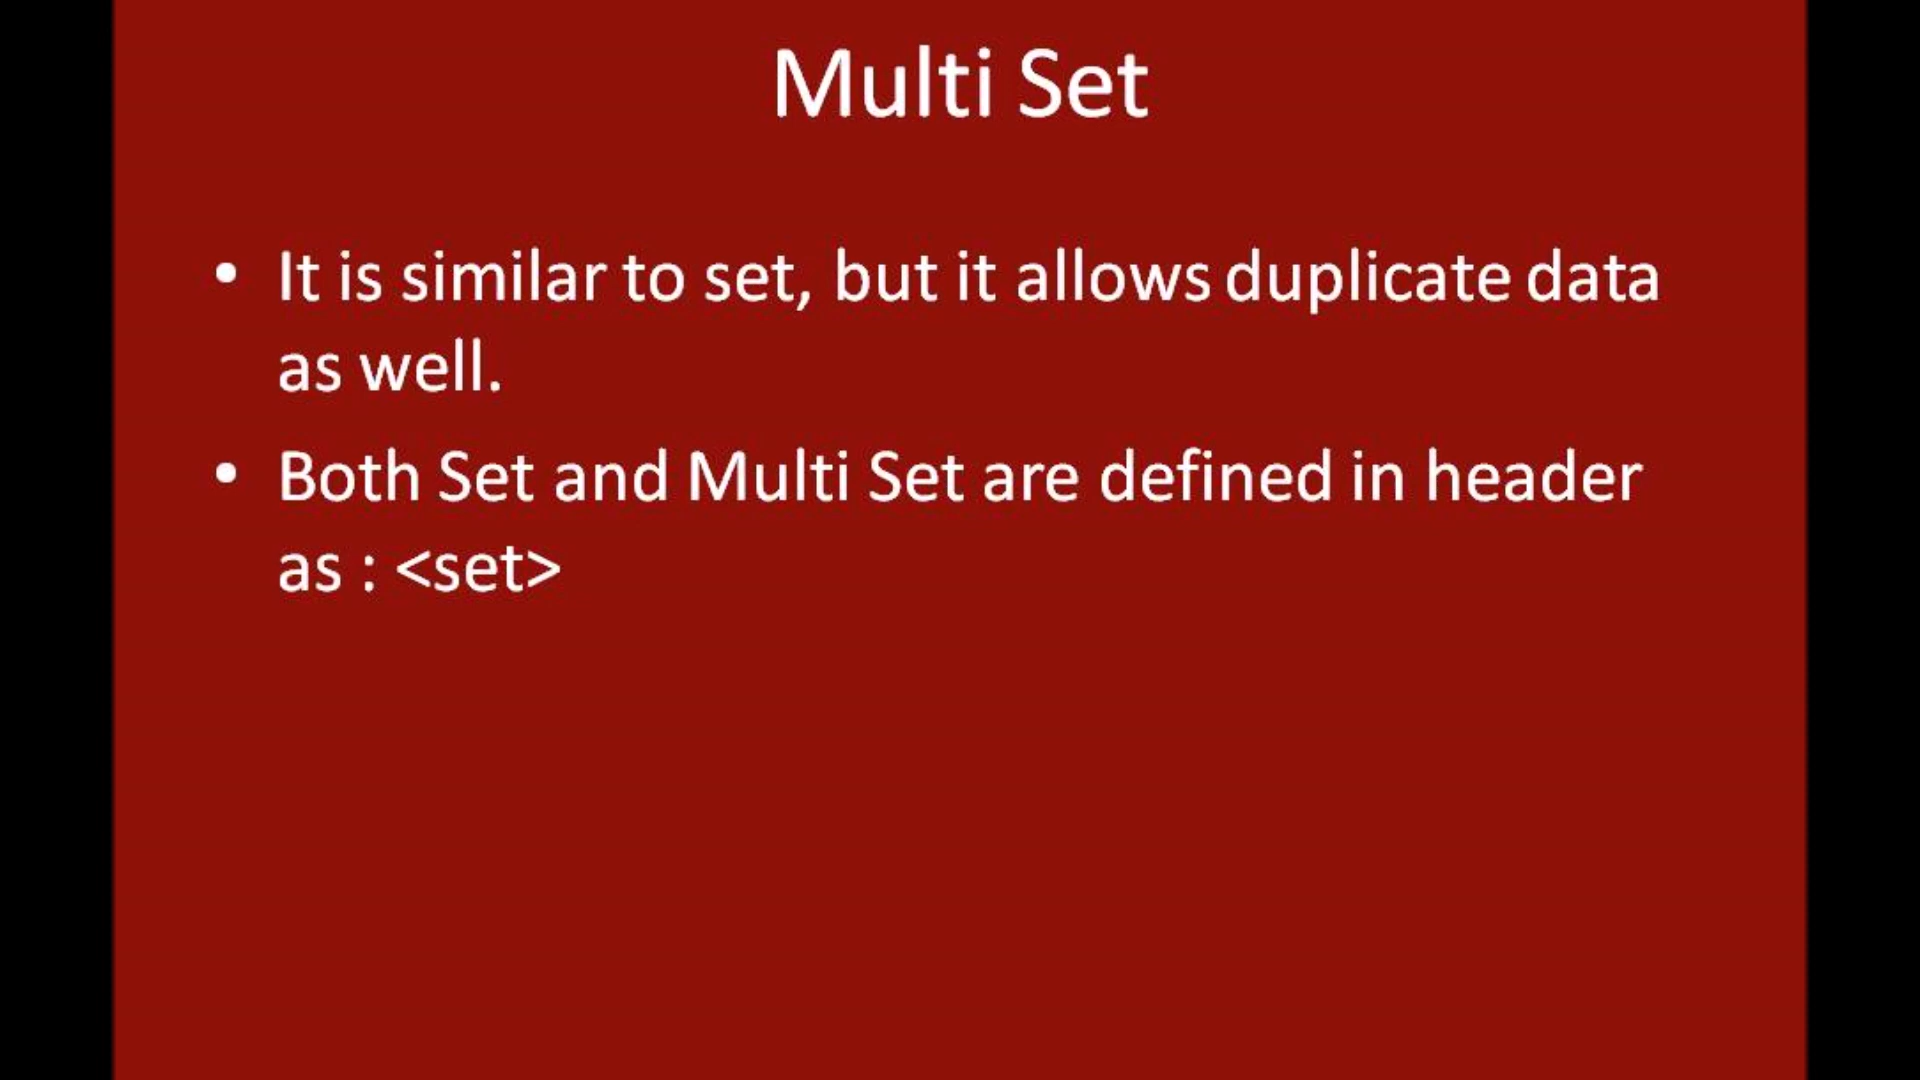 Multi Set
• It is similar to set, but it allows duplicate data
as well.
• Both Set and Multi Set are defined in header
as : <set>